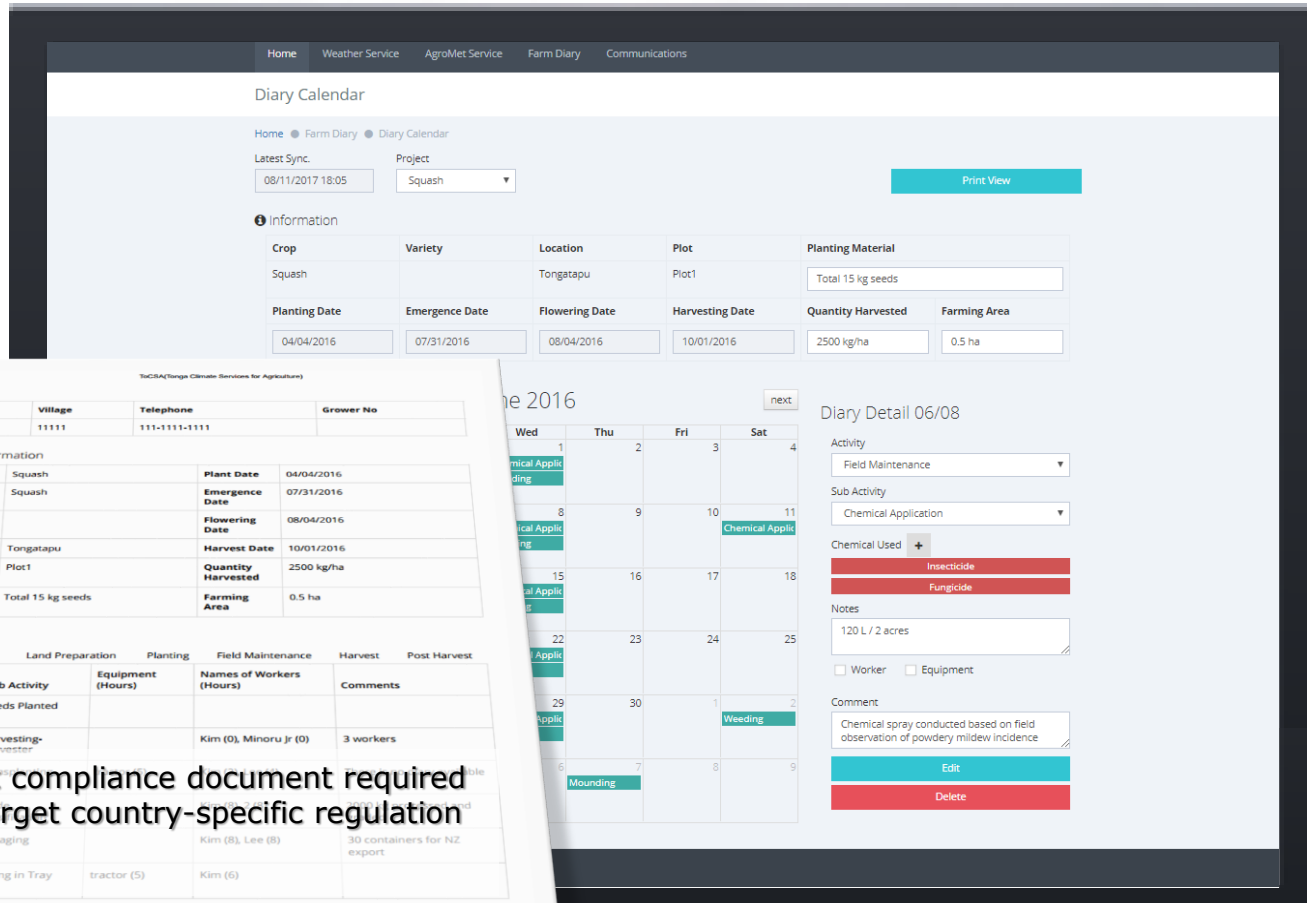 Home Weather Service AgroMet Service Farm Diary Communications
Diary Calendar
Home Farm Diary Diary Calendar
Latest Sync. Project
08/11/2017 18:05 Squash Print View
Information
Crop Variety Location Plot Planting Material
Squash Tongatapu Plot1 Total 15 kg seeds
Planting Date Emergence Date Flowering Date Harvesting Date Quantity Harvested Farming Area
04/04/2016 07/31/2016 08/04/2016 10/01/2016 2500 kg/ha 0.5 ha
ToCSA(Tonga Climate Services for Agriculture)
Village Telephone Grower No
11111 111-1111-1111
Squash Plant Date 04/04/2016
Squash Emergence Date 07/31/2016
Flowering Date 08/04/2016
Tongatapu Harvest Date 10/01/2016
Plot1 Quantity Harvested 2500 kg/ha
Total 15 kg seeds Farming Area 0.5 ha
Land Preparation Planting Field Maintenance Harvest Post Harvest
Activity Equipment (Hours) Names of Workers (Hours) Comments
Planted
Kim (0), Minoru Jr (0) 3 workers
compliance document required
country-specific regulation
Kim (8), Lee (8) 30 containers for NZ export
in Tray tractor (5) Kim (6)
2016 next
Wed Thu Fri Sat
1 2 3 4
8 9 10 11
Chemical Applic
15 16 17 18
22 23 24 25
29 30 1 2
Weeding
6 7 8 9
Mounding
Diary Detail 06/08
Activity
Field Maintenance
Sub Activity
Chemical Application
Chemical Used +
Insecticide
Fungicide
Notes
120 L / 2 acres
Worker Equipment
Comment
Chemical spray conducted based on field
observation of powdery mildew incidence
Edit
Delete